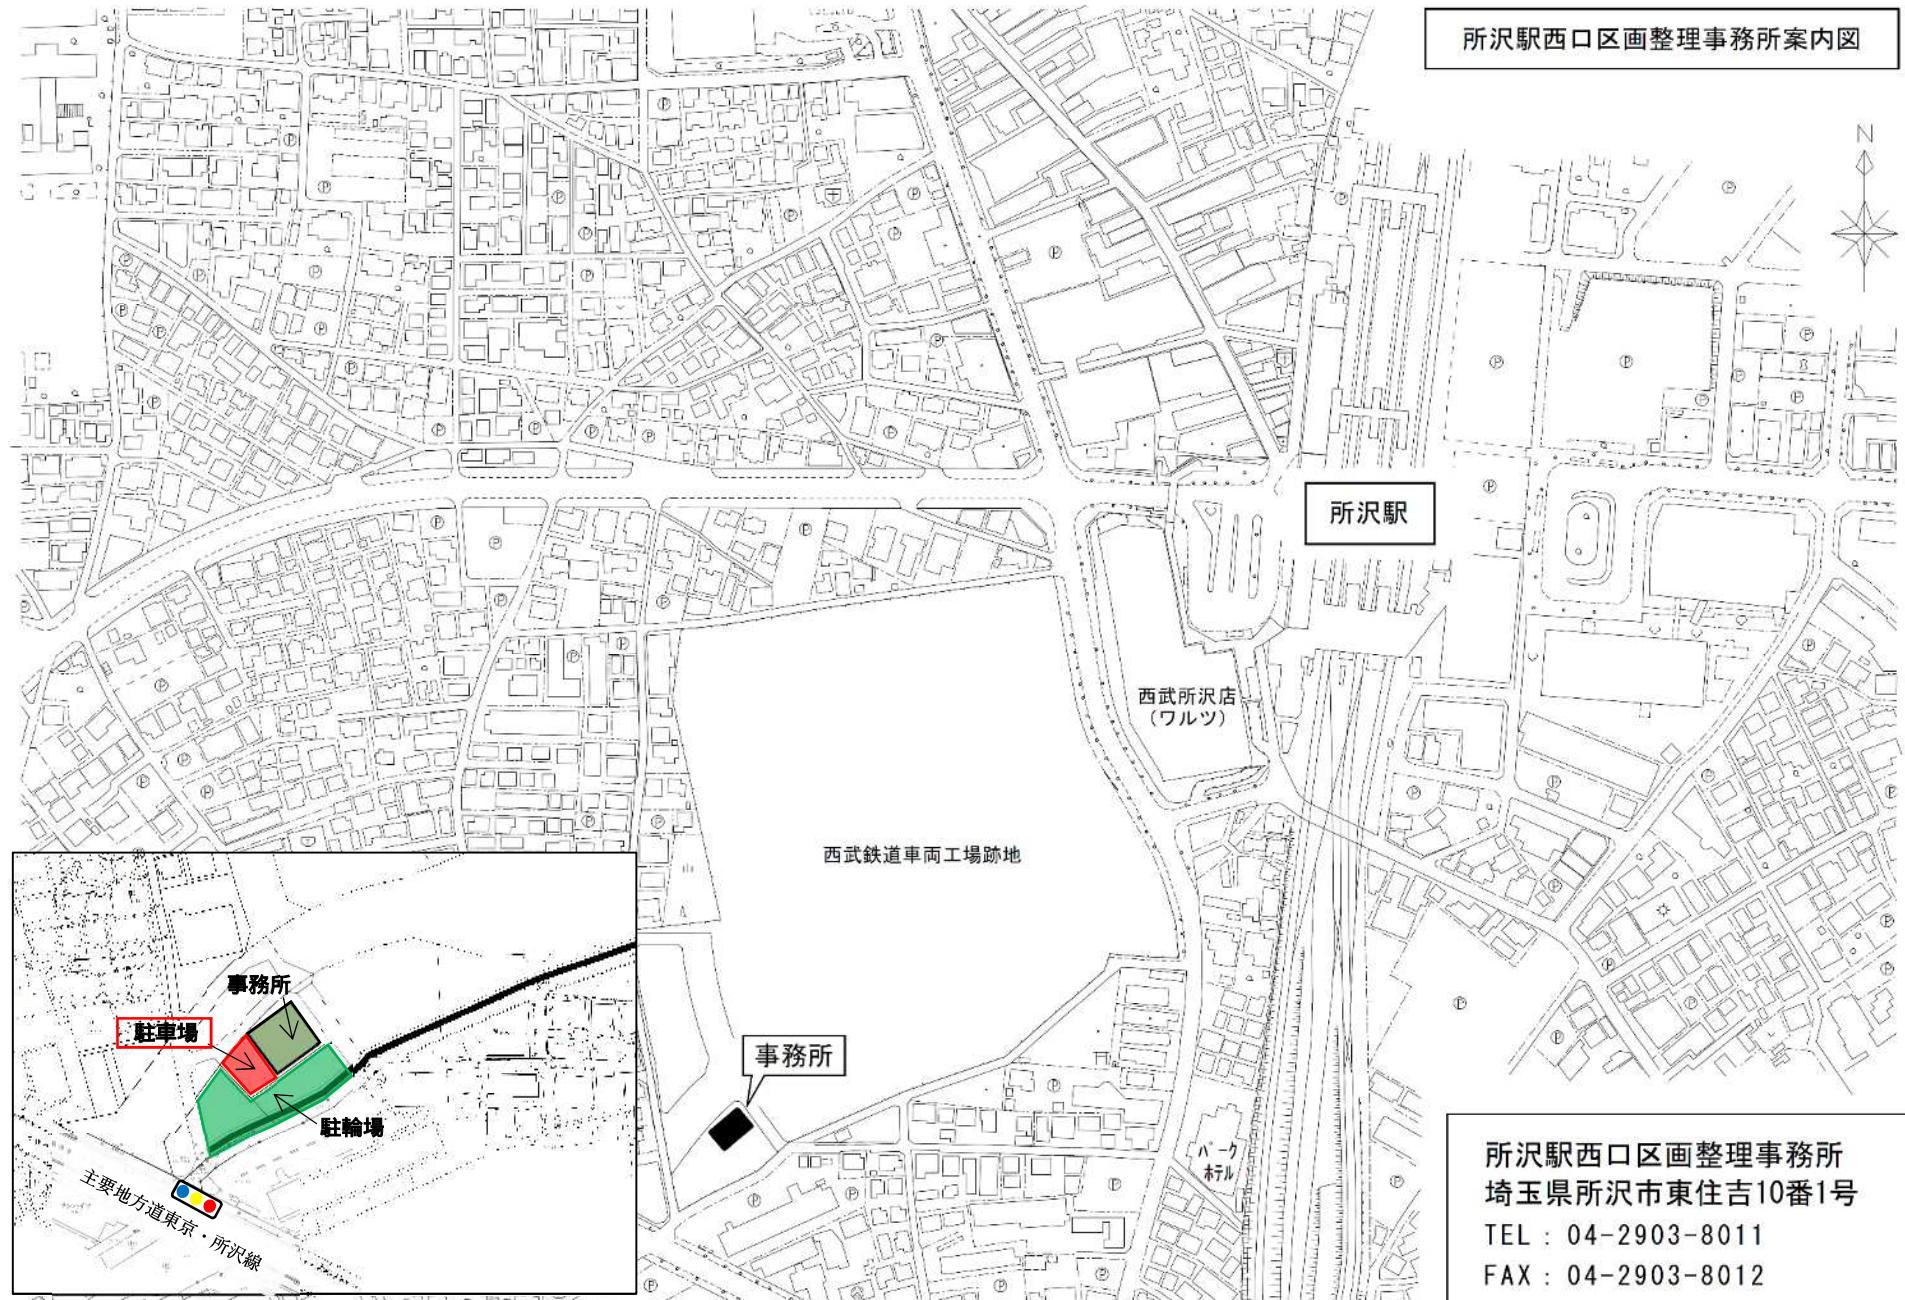 所沢駅西口区画整理事務所案内図
N
所沢駅
西武所沢店
(ワルツ)
西武鉄道車両工場跡地
事務所
パーク
ホテル
事務所
駐車場
駐輪場
主要地方道東京・所沢線
所沢駅西口区画整理事務所
埼玉県所沢市東住吉10番1号
TEL : 04-2903-8011
FAX : 04-2903-8012